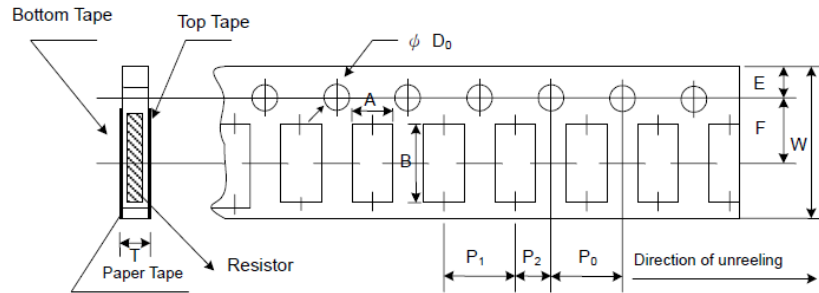 Bottom Tape
Top Tape
ϕ D₀
A
E
F
B
W
T
P₁
P₂
P₀
Direction of unreeling
Paper Tape
Resistor